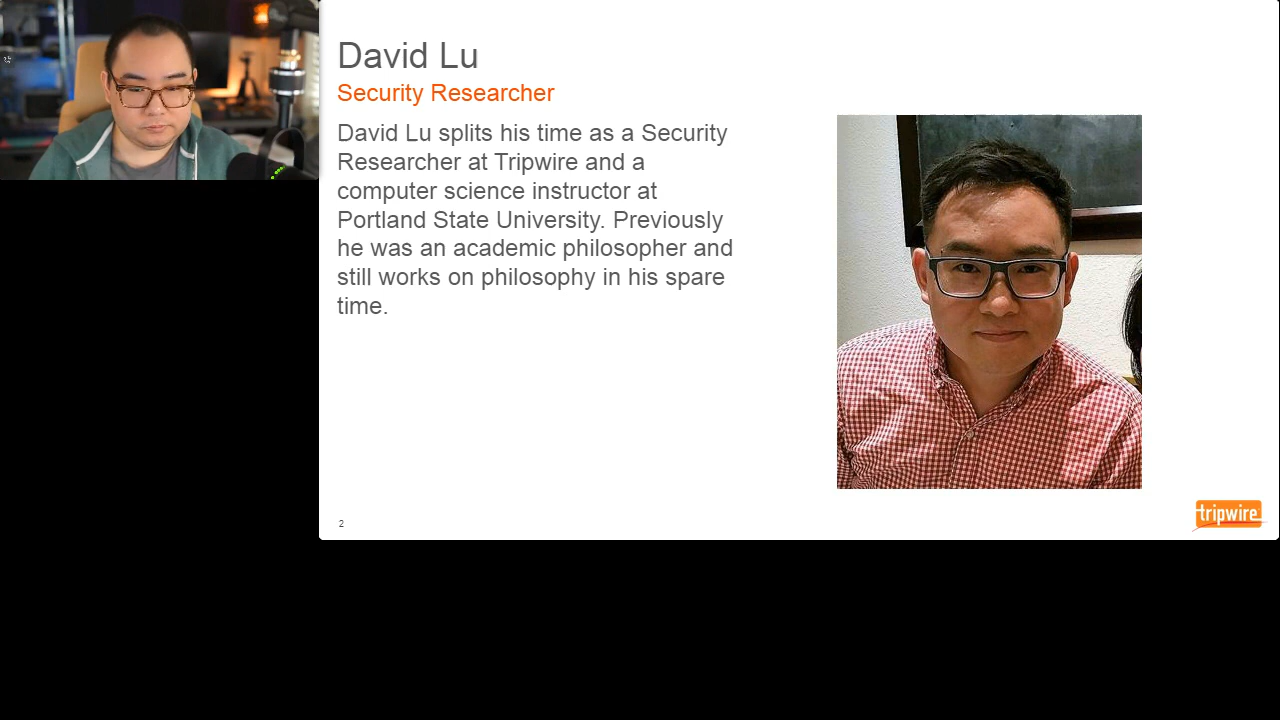 David Lu
Security Researcher
David Lu splits his time as a Security
Researcher at Tripwire and a
computer science instructor at
Portland State University. Previously
he was an academic philosopher and
still works on philosophy in his spare
time.
2
tripwire